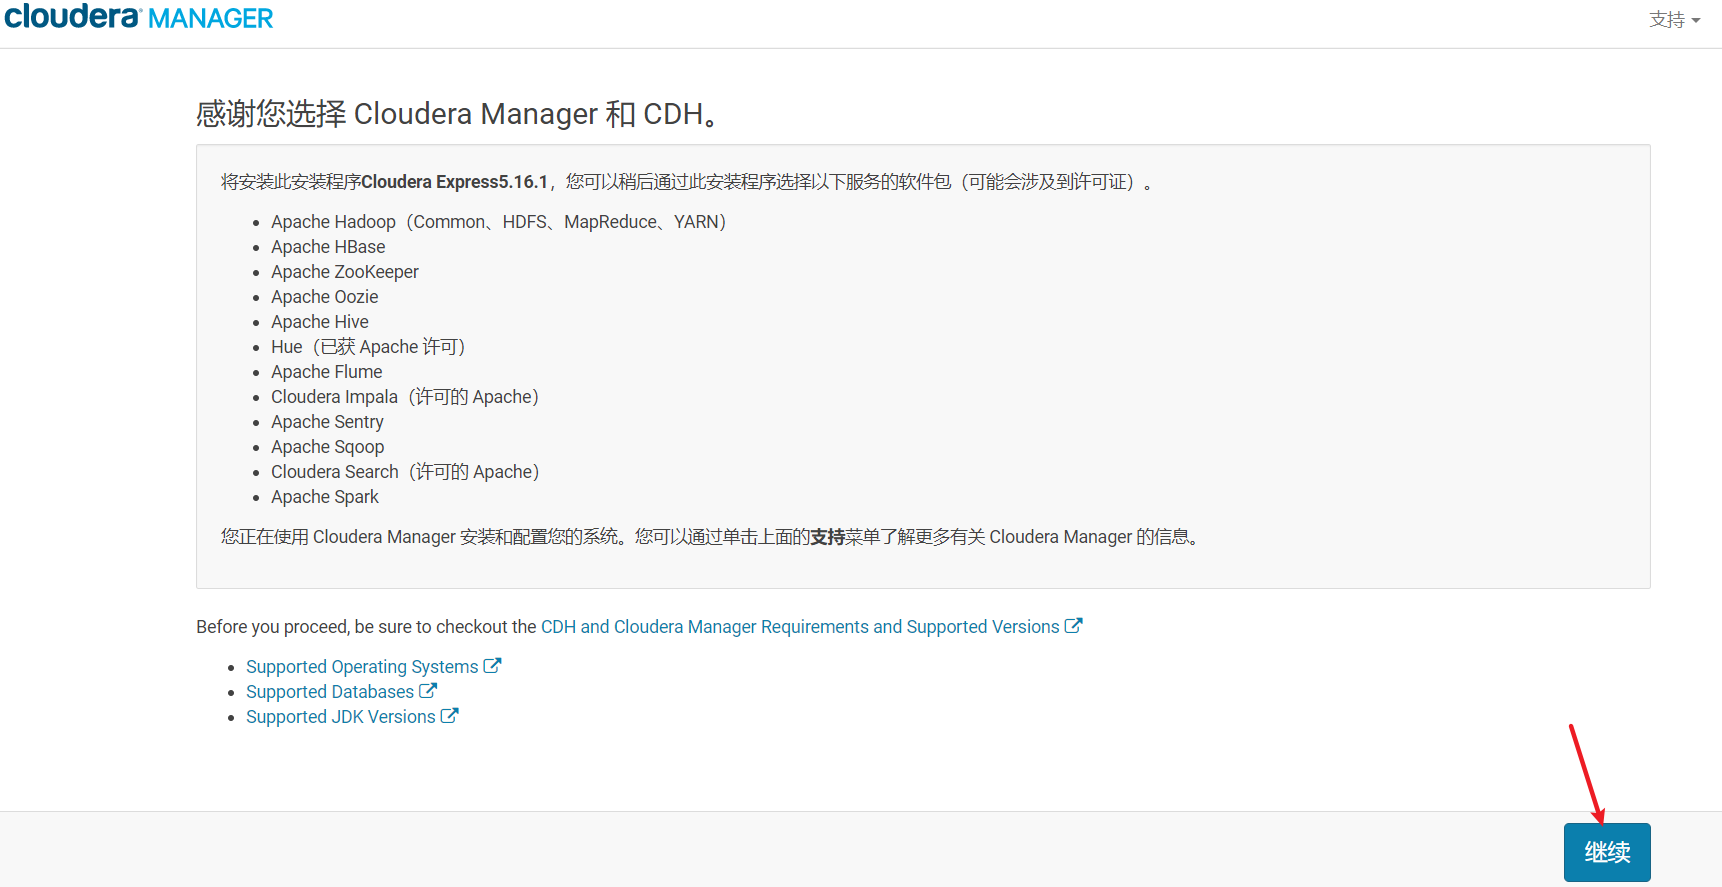 cloudera MANAGER
支持
感谢您选择 Cloudera Manager 和 CDH。
将安装此安装程序Cloudera Express5.16.1，您可以稍后通过此安装程序选择以下服务的软件包（可能会涉及到许可证）。
Apache Hadoop（Common、HDFS、MapReduce、YARN）
Apache HBase
Apache ZooKeeper
Apache Oozie
Apache Hive
Hue（已获 Apache 许可）
Apache Flume
Cloudera Impala（许可的 Apache）
Apache Sentry
Apache Sqoop
Cloudera Search（许可的 Apache）
Apache Spark
您正在使用 Cloudera Manager 安装和配置您的系统。您可以通过单击上面的支持菜单了解更多有关 Cloudera Manager 的信息。
Before you proceed, be sure to checkout the CDH and Cloudera Manager Requirements and Supported Versions
Supported Operating Systems
Supported Databases
Supported JDK Versions
继续